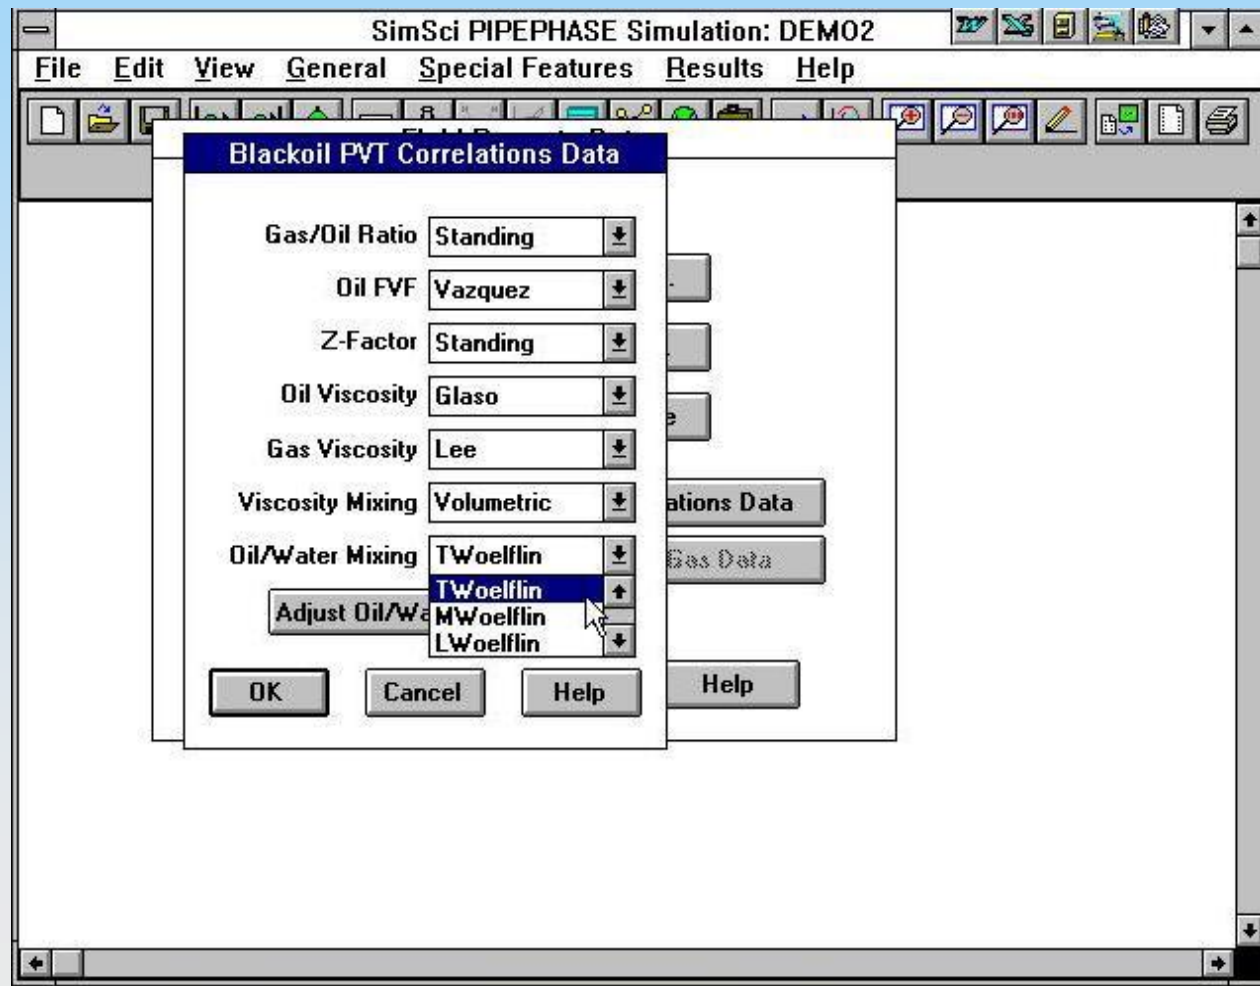 SimSci PIPEPHASE Simulation: DEMO2
File Edit View General Special Features Results Help
Blackoil PVT Correlations Data
Gas/Oil Ratio Standing
Oil FVF Vazquez
Z-Factor Standing
Oil Viscosity Glaso
Gas Viscosity Lee
Viscosity Mixing Volumetric
ations Data
Oil/Water Mixing TWoelflin
Gas Data
TWoelflin
Adjust Oil/Wa
MWoelflin
LWoelflin
OK Cancel Help
Help